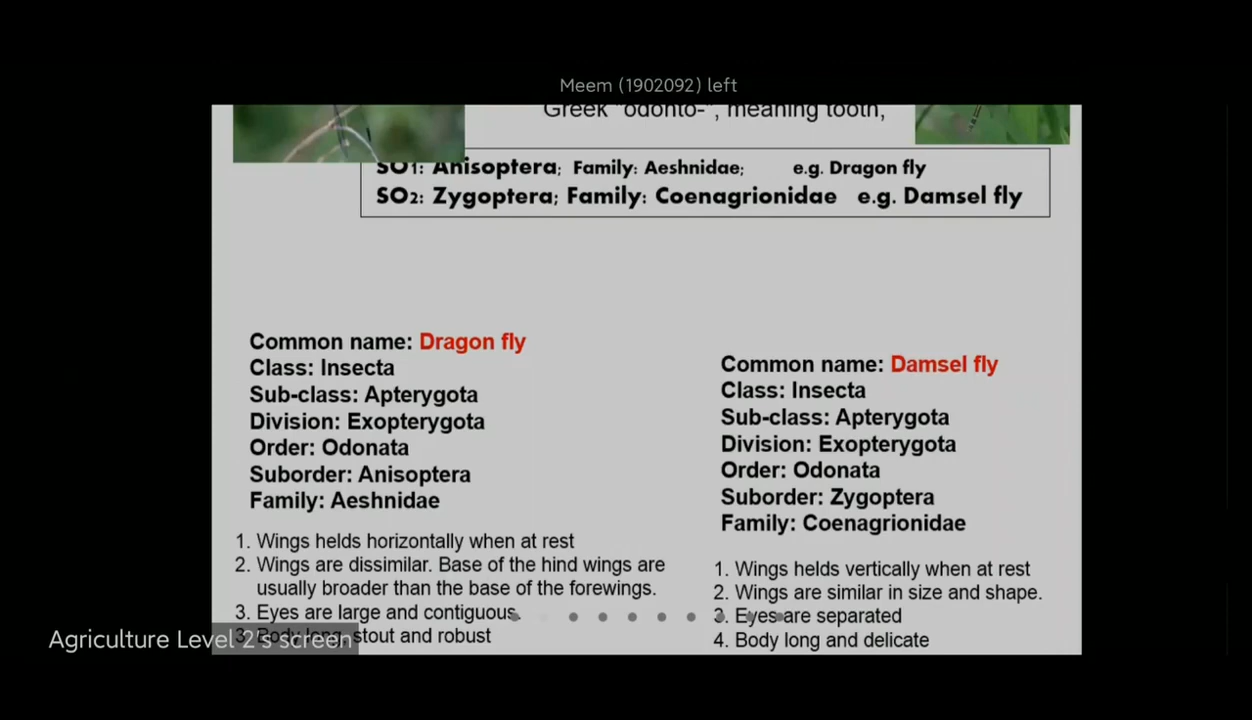 Meem (1902092) left
Greek "odonto-", meaning tooth,
SO1: Anisoptera; Family: Aeshnidae; e.g. Dragon fly
SO2: Zygoptera; Family: Coenagrionidae e.g. Damsel fly
Common name: Dragon fly
Class: Insecta
Sub-class: Apterygota
Division: Exopterygota
Order: Odonata
Suborder: Anisoptera
Family: Aeshnidae
1. Wings helds horizontally when at rest
2. Wings are dissimilar. Base of the hind wings are
usually broader than the base of the forewings.
3. Eyes are large and contiguous.
3. Body long, stout and robust
Common name: Damsel fly
Class: Insecta
Sub-class: Apterygota
Division: Exopterygota
Order: Odonata
Suborder: Zygoptera
Family: Coenagrionidae
1. Wings helds vertically when at rest
2. Wings are similar in size and shape.
3. Eyes are separated
4. Body long and delicate
Agriculture Level 2's screen